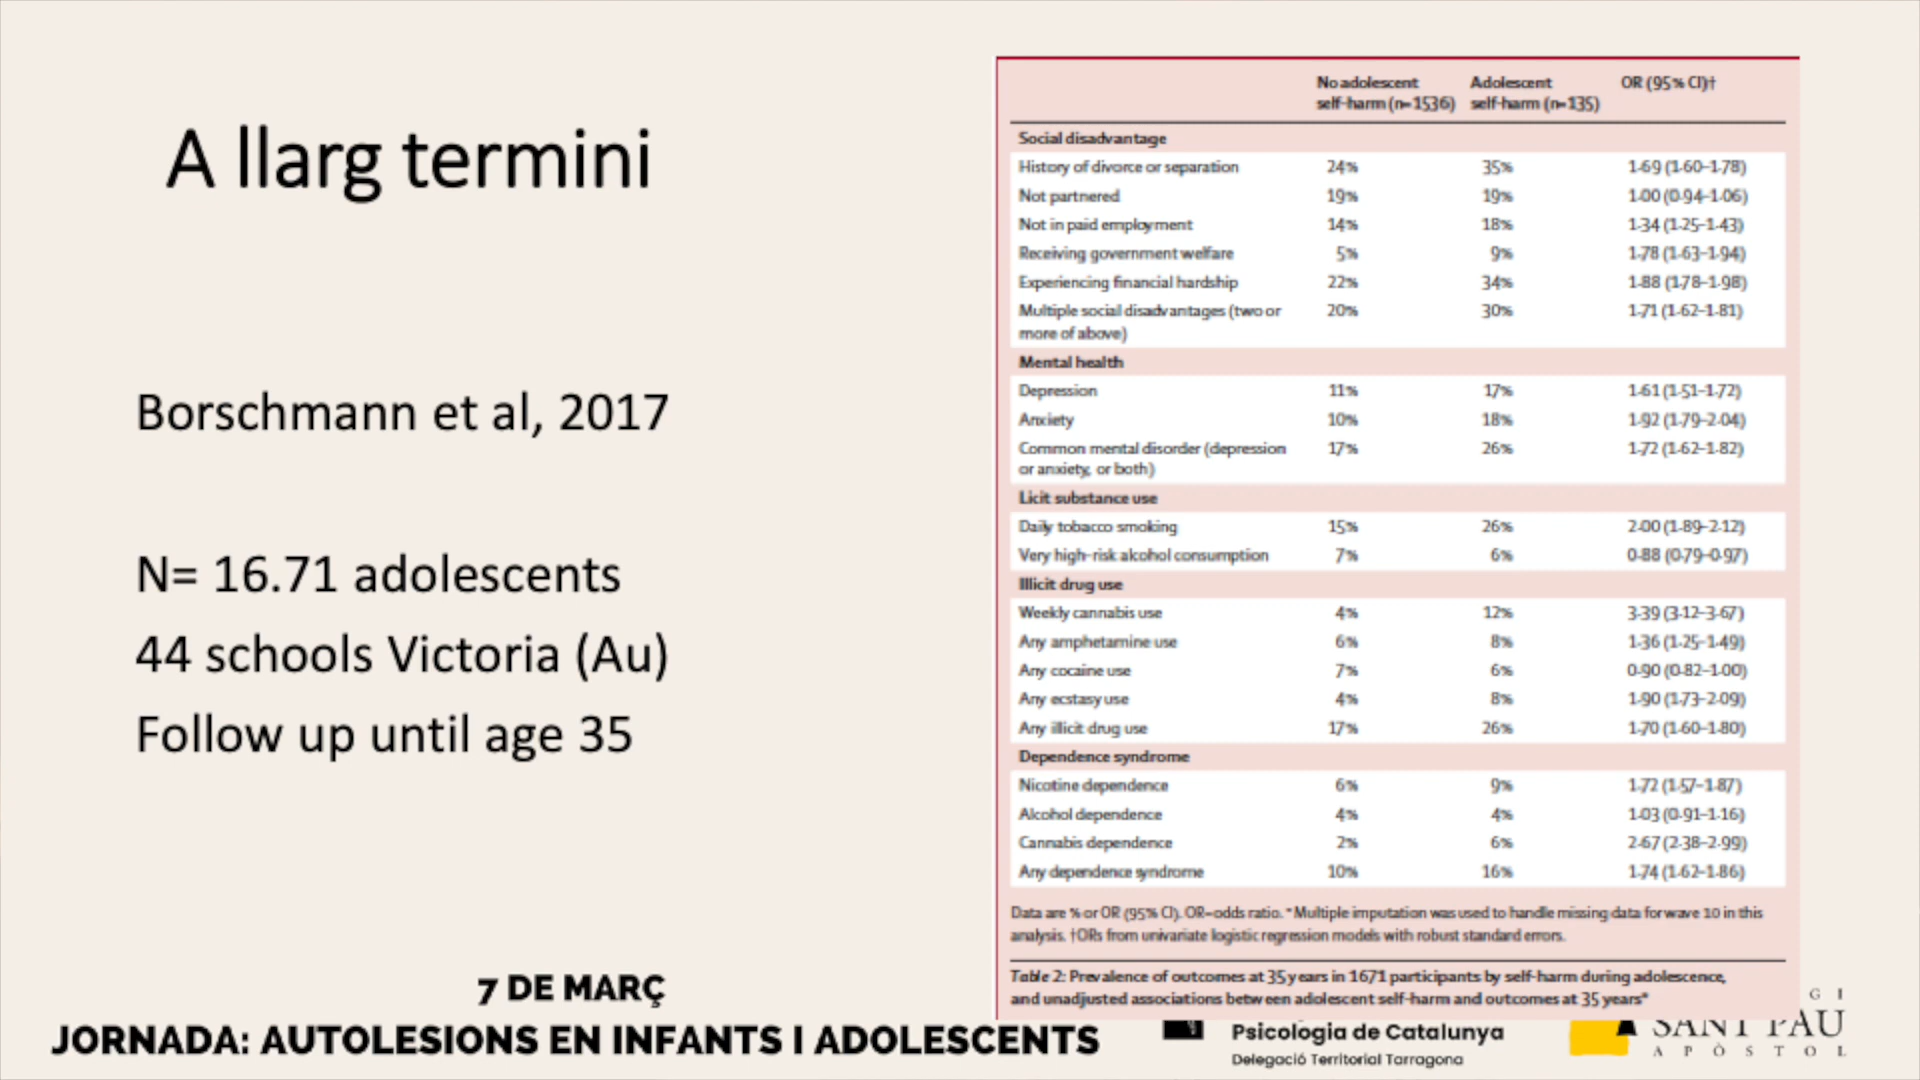 A llarg termini
Borschmann et al, 2017
N= 16.71 adolescents
44 schools Victoria (Au)
Follow up until age 35
No adolescent self-harm (n=1536) Adolescent self-harm (n=135) OR (95% CI)†
Social disadvantage
History of divorce or separation 24% 35% 1·69 (1·60–1·78)
Not partnered 19% 19% 1·00 (0·94–1·06)
Not in paid employment 14% 18% 1·34 (1·25–1·43)
Receiving government welfare 5% 9% 1·78 (1·63–1·94)
Experiencing financial hardship 22% 34% 1·88 (1·78–1·98)
Multiple social disadvantages (two or 20% 30% 1·71 (1·62–1·81)
more of above)
Mental health
Depression 11% 17% 1·61 (1·51–1·72)
Anxiety 10% 18% 1·92 (1·79–2·04)
Common mental disorder (depression 17% 26% 1·72 (1·62–1·82)
or anxiety, or both)
Licit substance use
Daily tobacco smoking 15% 26% 2·00 (1·89–2·12)
Very high-risk alcohol consumption 7% 6% 0·88 (0·79–0·97)
Illicit drug use
Weekly cannabis use 4% 12% 3·39 (3·12–3·67)
Any amphetamine use 6% 8% 1·36 (1·25–1·49)
Any cocaine use 7% 6% 0·90 (0·82–1·00)
Any ecstasy use 4% 8% 1·90 (1·73–2·09)
Any illicit drug use 17% 26% 1·70 (1·60–1·80)
Dependence syndrome
Nicotine dependence 6% 9% 1·72 (1·57–1·87)
Alcohol dependence 4% 4% 1·03 (0·91–1·16)
Cannabis dependence 2% 6% 2·67 (2·38–2·99)
Any dependence syndrome 10% 16% 1·74 (1·62–1·86)
Data are % or OR (95% CI). OR=odds ratio. *Multiple imputation was used to handle missing data for wave 10 in this
analysis. †ORs from univariate logistic regression models with robust standard errors.
Table 2: Prevalence of outcomes at 35 years in 1671 participants by self-harm during adolescence,
and unadjusted associations between adolescent self-harm and outcomes at 35 years*
7 DE MARÇ
JORNADA: AUTOLESIONS EN INFANTS I ADOLESCENTS
Psicologia de Catalunya
Delegació Territorial Tarragona
G I
SANT PAU
APÒSTOL